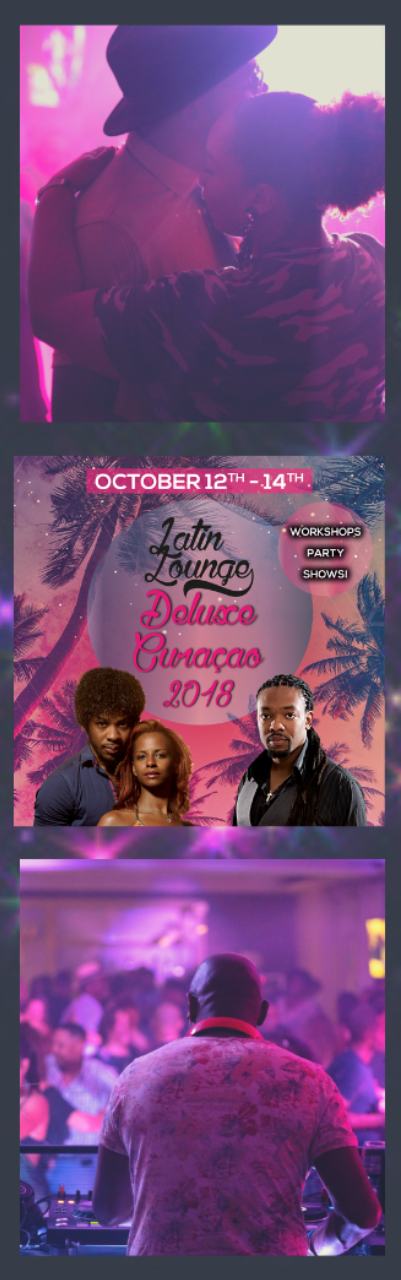 OCTOBER 12TH - 14TH
WORKSHOPS
PARTY
SHOWS!
Latin
Lounge
Deluxe
Curaçao
2018